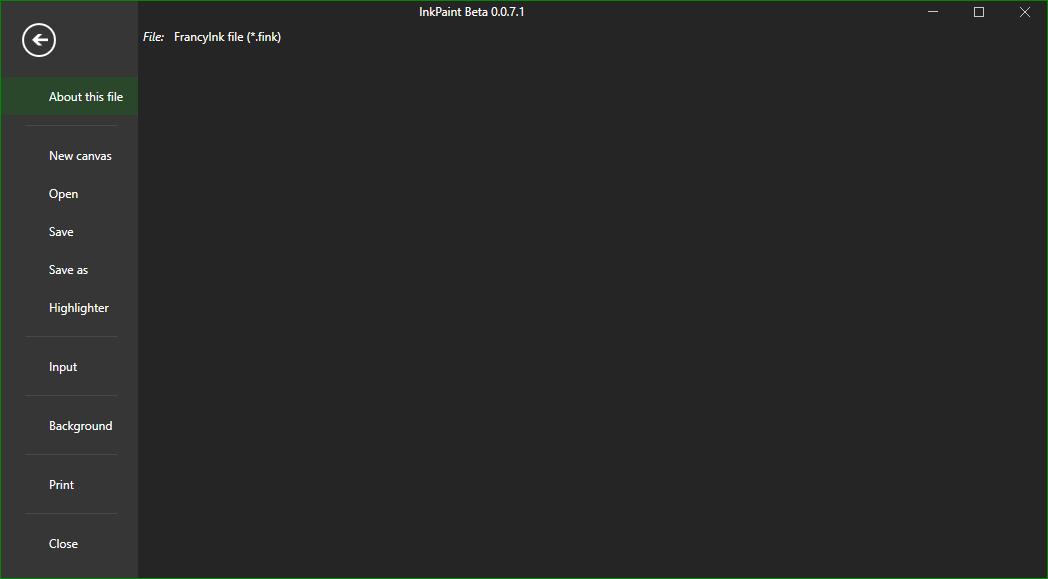 InkPaint Beta 0.0.7.1
File: FrancyInk file (*.fink)
About this file
New canvas
Open
Save
Save as
Highlighter
Input
Background
Print
Close